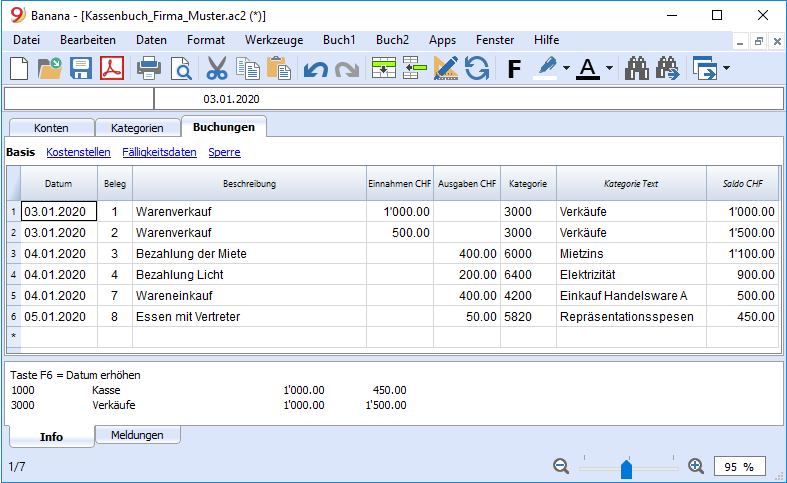 Banana - [Kassenbuch_Firma_Muster.ac2 (*)]
Datei Bearbeiten Daten Format Werkzeuge Buch1 Buch2 Apps Fenster Hilfe
F A
03.01.2020
Konten Kategorien Buchungen
Basis Kostenstellen Fälligkeitsdaten Sperre
Datum Beleg Beschreibung Einnahmen CHF Ausgaben CHF Kategorie Kategorie Text Saldo CHF
1 03.01.2020 1 Warenverkauf 1'000.00 3000 Verkäufe 1'000.00
2 03.01.2020 2 Warenverkauf 500.00 3000 Verkäufe 1'500.00
3 04.01.2020 3 Bezahlung der Miete 400.00 6000 Mietzins 1'100.00
4 04.01.2020 4 Bezahlung Licht 200.00 6400 Elektrizität 900.00
5 04.01.2020 7 Wareneinkauf 400.00 4200 Einkauf Handelsware A 500.00
6 05.01.2020 8 Essen mit Vertreter 50.00 5820 Repräsentationsspesen 450.00
*
Taste F6 = Datum erhöhen
1000 Kasse 1'000.00 450.00
3000 Verkäufe 1'000.00 1'500.00
Info Meldungen
1/7 95 %